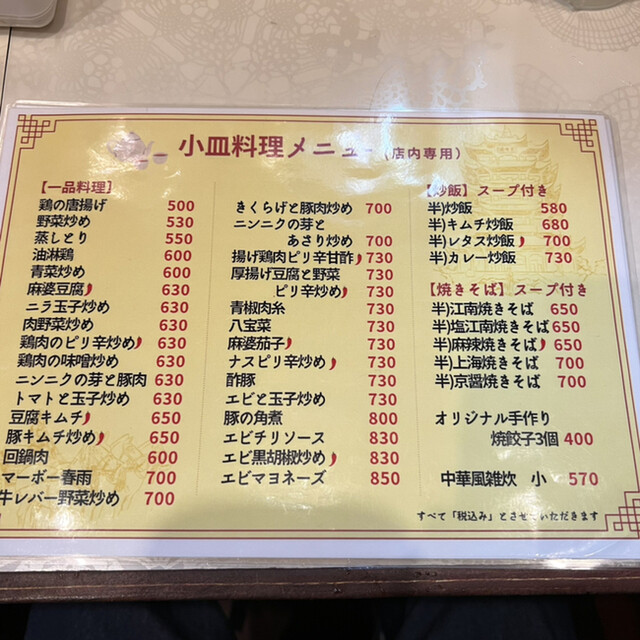 小皿料理メニュー(店内専用)
【一品料理】
鶏の唐揚げ 500
野菜炒め 530
蒸しとり 550
油淋鶏 600
青菜炒め 600
麻婆豆腐 630
ニラ玉子炒め 630
肉野菜炒め 630
鶏肉のピリ辛炒め 630
鶏肉の味噌炒め 630
ニンニクの芽と豚肉 630
トマトと玉子炒め 630
豆腐キムチ 650
豚キムチ炒め 650
回鍋肉 600
マーボー春雨 700
牛レバー野菜炒め 700
きくらげと豚肉炒め 700
ニンニクの芽と
あさり炒め 700
揚げ鶏肉ピリ辛甘酢 730
厚揚げ豆腐と野菜 730
ピリ辛炒め 730
青椒肉糸 730
八宝菜 730
麻婆茄子 730
ナスピリ辛炒め 730
酢豚 730
エビと玉子炒め 730
豚の角煮 800
エビチリソース 830
エビ黒胡椒炒め 830
エビマヨネーズ 850
【炒飯】スープ付き
半)炒飯 580
半)キムチ炒飯 680
半)レタス炒飯 700
半)カレー炒飯 730
【焼きそば】スープ付き
半)江南焼きそば 650
半)塩江南焼きそば 650
半)麻辣焼きそば 650
半)上海焼きそば 700
半)京醤焼きそば 700
オリジナル手作り
焼餃子3個 400
中華風雑炊 小 570
すべて「税込み」とさせていただきます